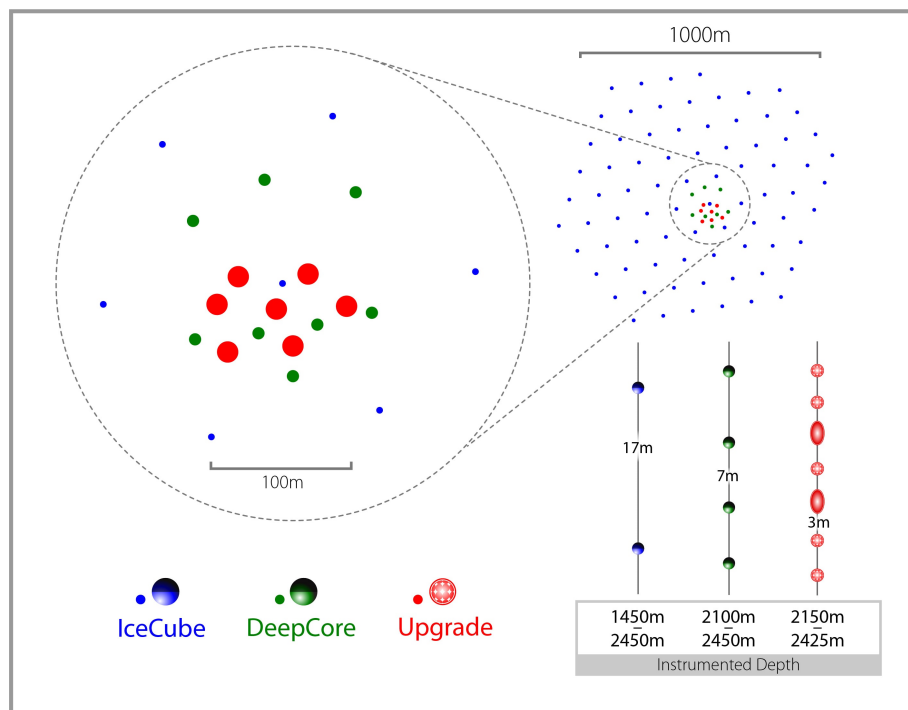 1000m
100m
17m
7m
3m
IceCube
DeepCore
Upgrade
1450m
–
2450m
2100m
–
2450m
2150m
–
2425m
Instrumented Depth